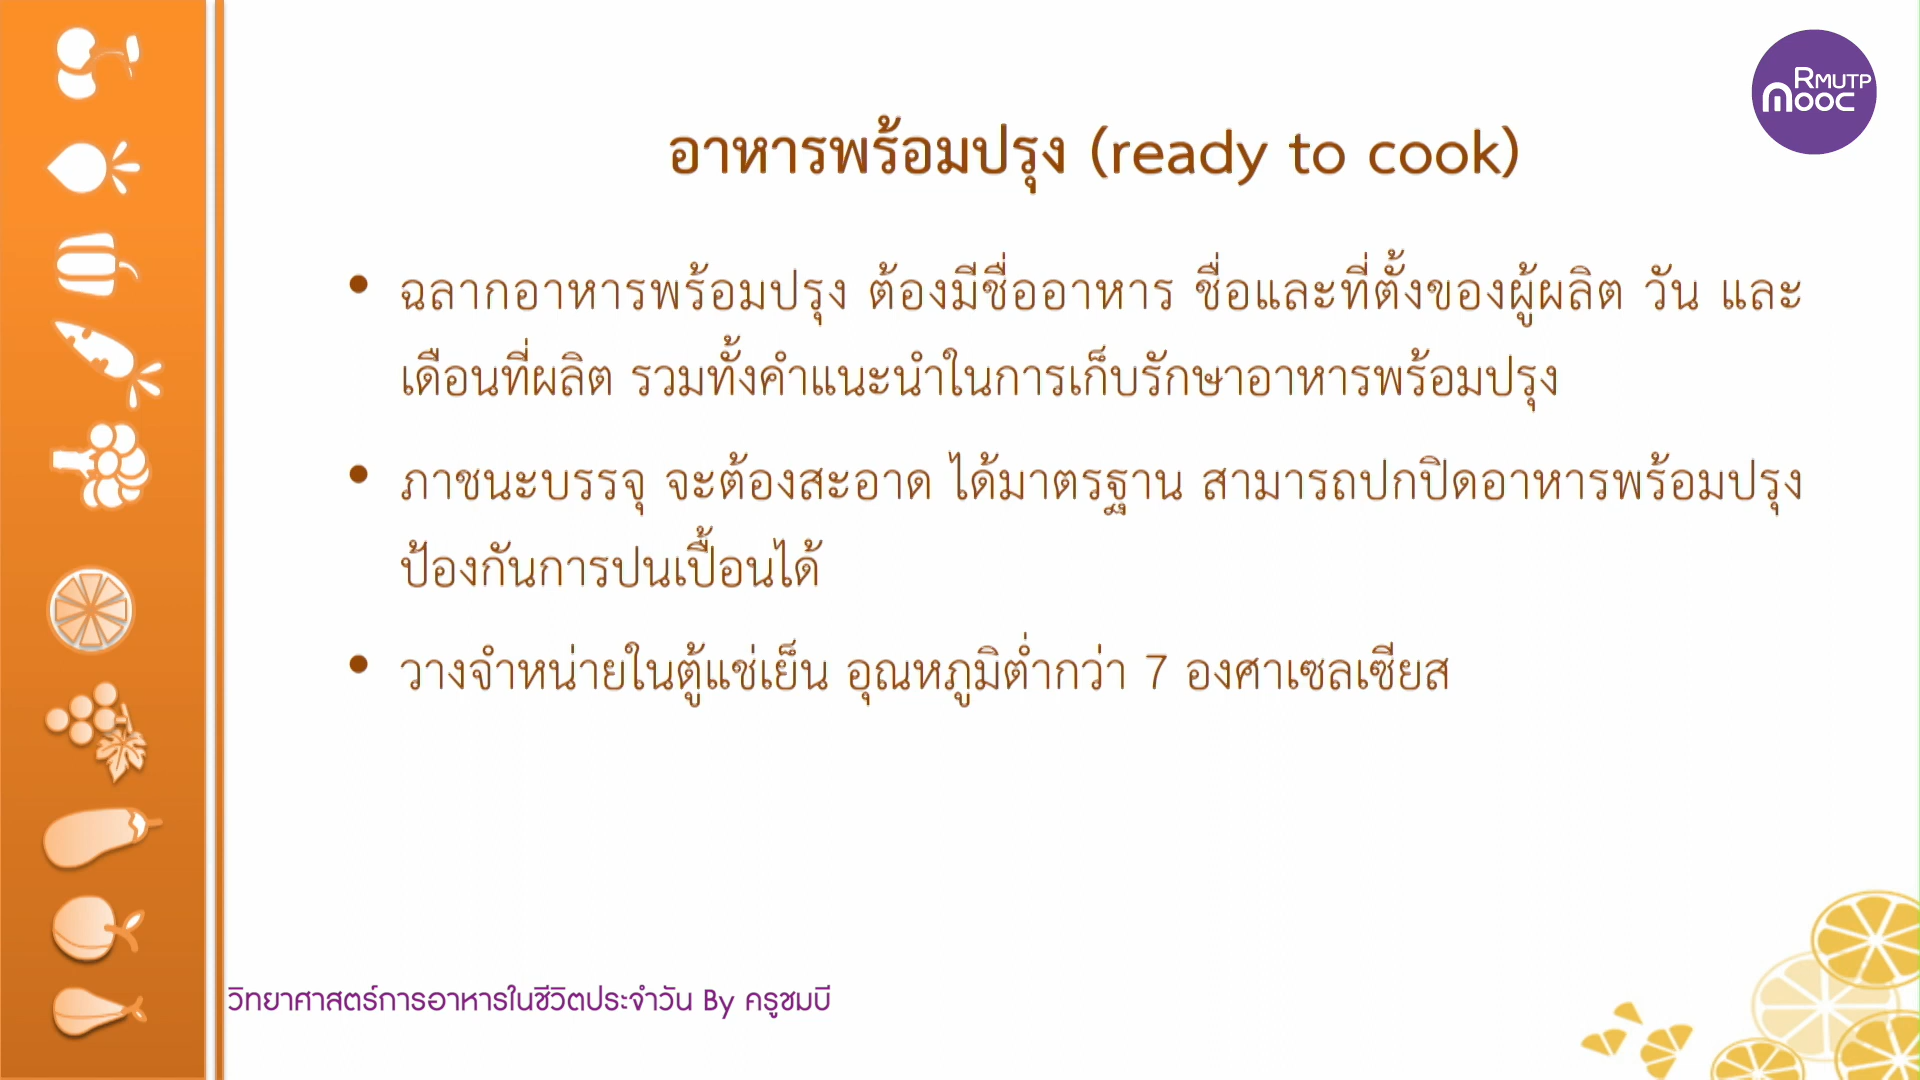 RMUTP
MOOC
อาหารพร้อมปรุง (ready to cook)
• ฉลากอาหารพร้อมปรุง ต้องมีชื่ออาหาร ชื่อและที่ตั้งของผู้ผลิต วัน และ
เดือนที่ผลิต รวมทั้งคำแนะนำในการเก็บรักษาอาหารพร้อมปรุง
• ภาชนะบรรจุ จะต้องสะอาด ได้มาตรฐาน สามารถปกปิดอาหารพร้อมปรุง
ป้องกันการปนเปื้อนได้
• วางจำหน่ายในตู้แช่เย็น อุณหภูมิต่ำกว่า 7 องศาเซลเซียส
วิทยาศาสตร์การอาหารในชีวิตประจำวัน By ครูชมบี